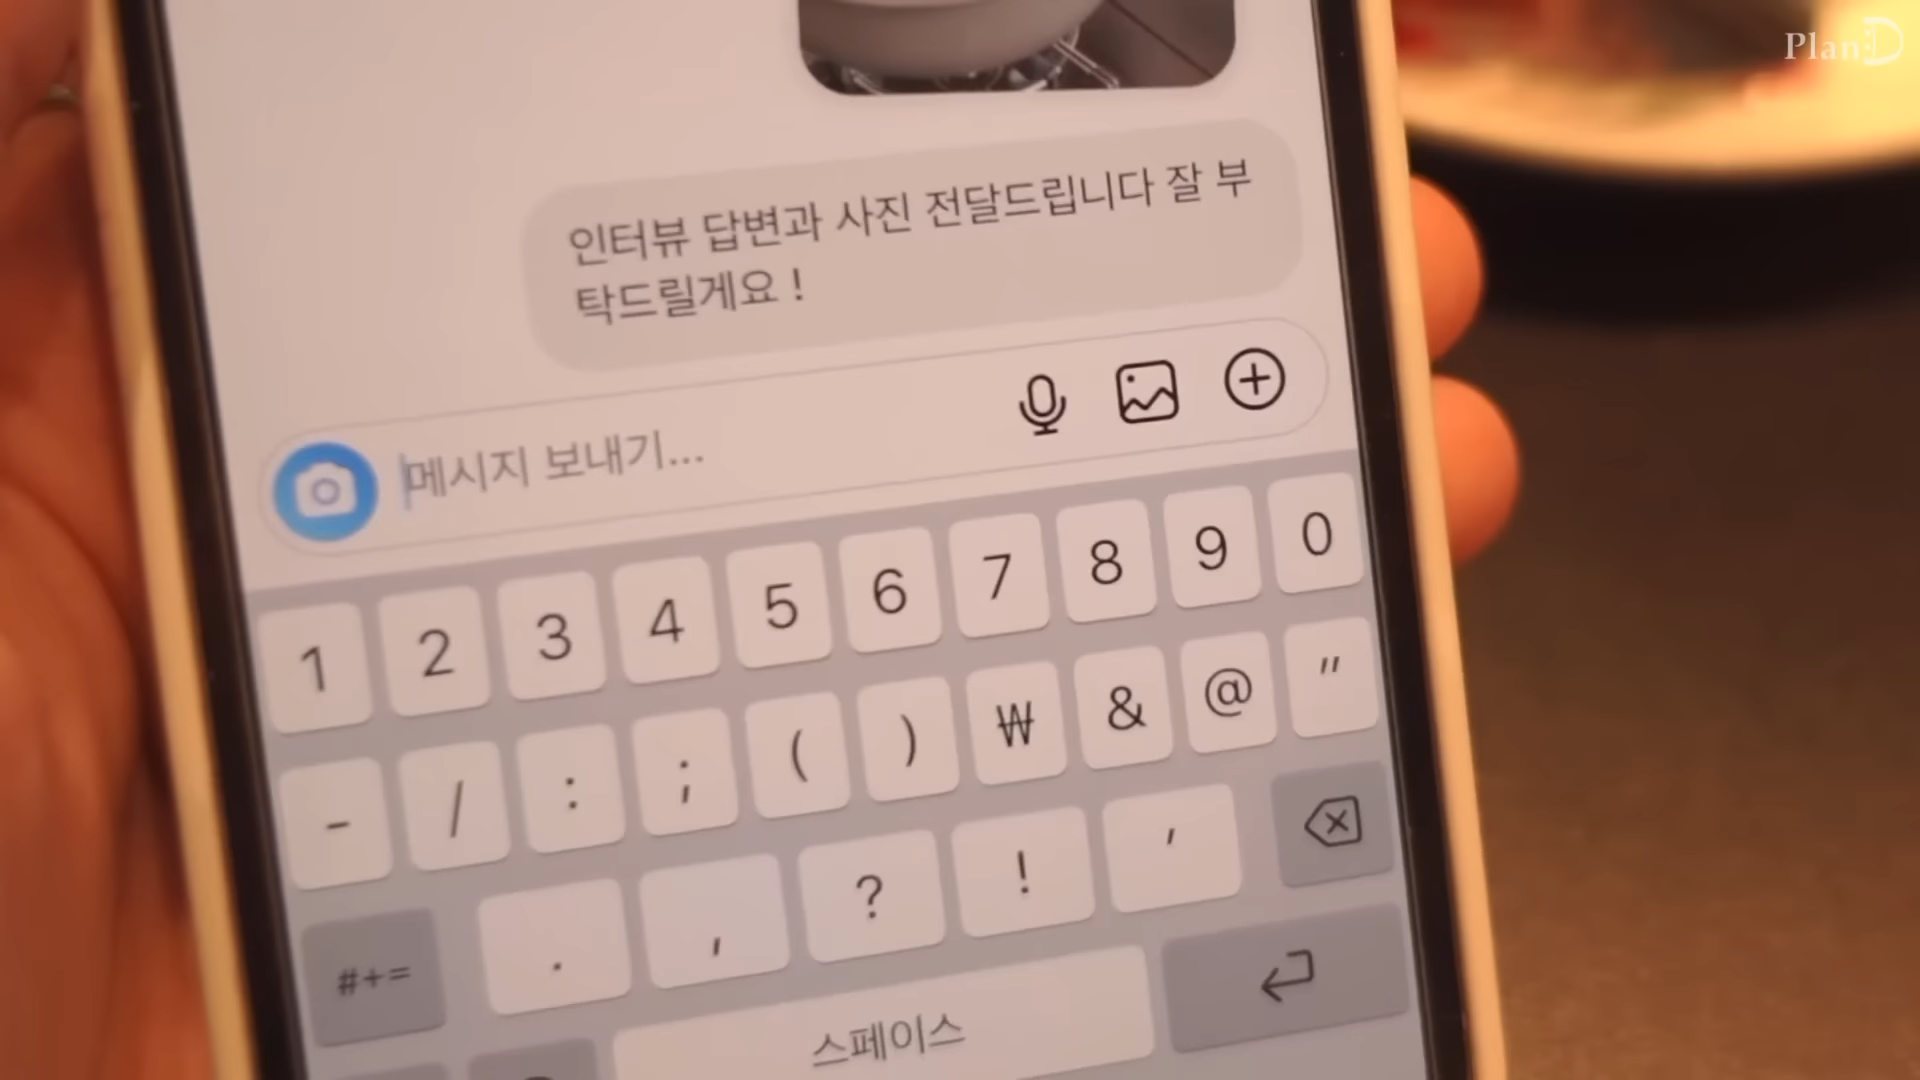 PlanD
인터뷰 답변과 사진 전달드립니다 잘 부
탁드릴게요 !
메시지 보내기...
1 2 3 4 5 6 7 8 9 0
- / : ; ( ) ₩ & @ "
#+= . , ? ! '
스페이스